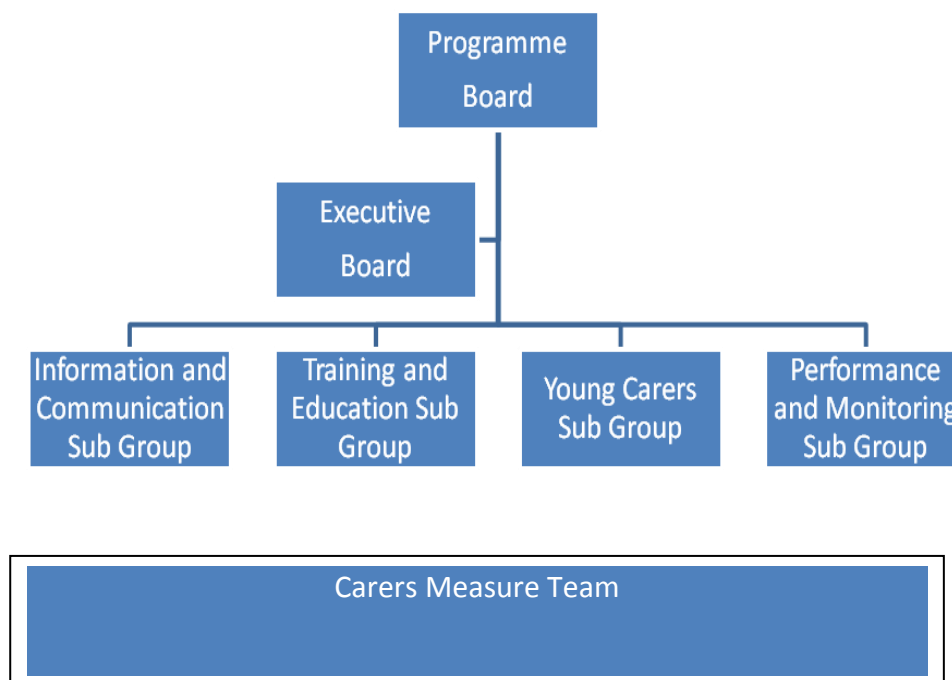 Programme
Board
Executive
Board
Information and
Communication
Sub Group
Training and
Education Sub
Group
Young Carers
Sub Group
Performance
and Monitoring
Sub Group
Carers Measure Team